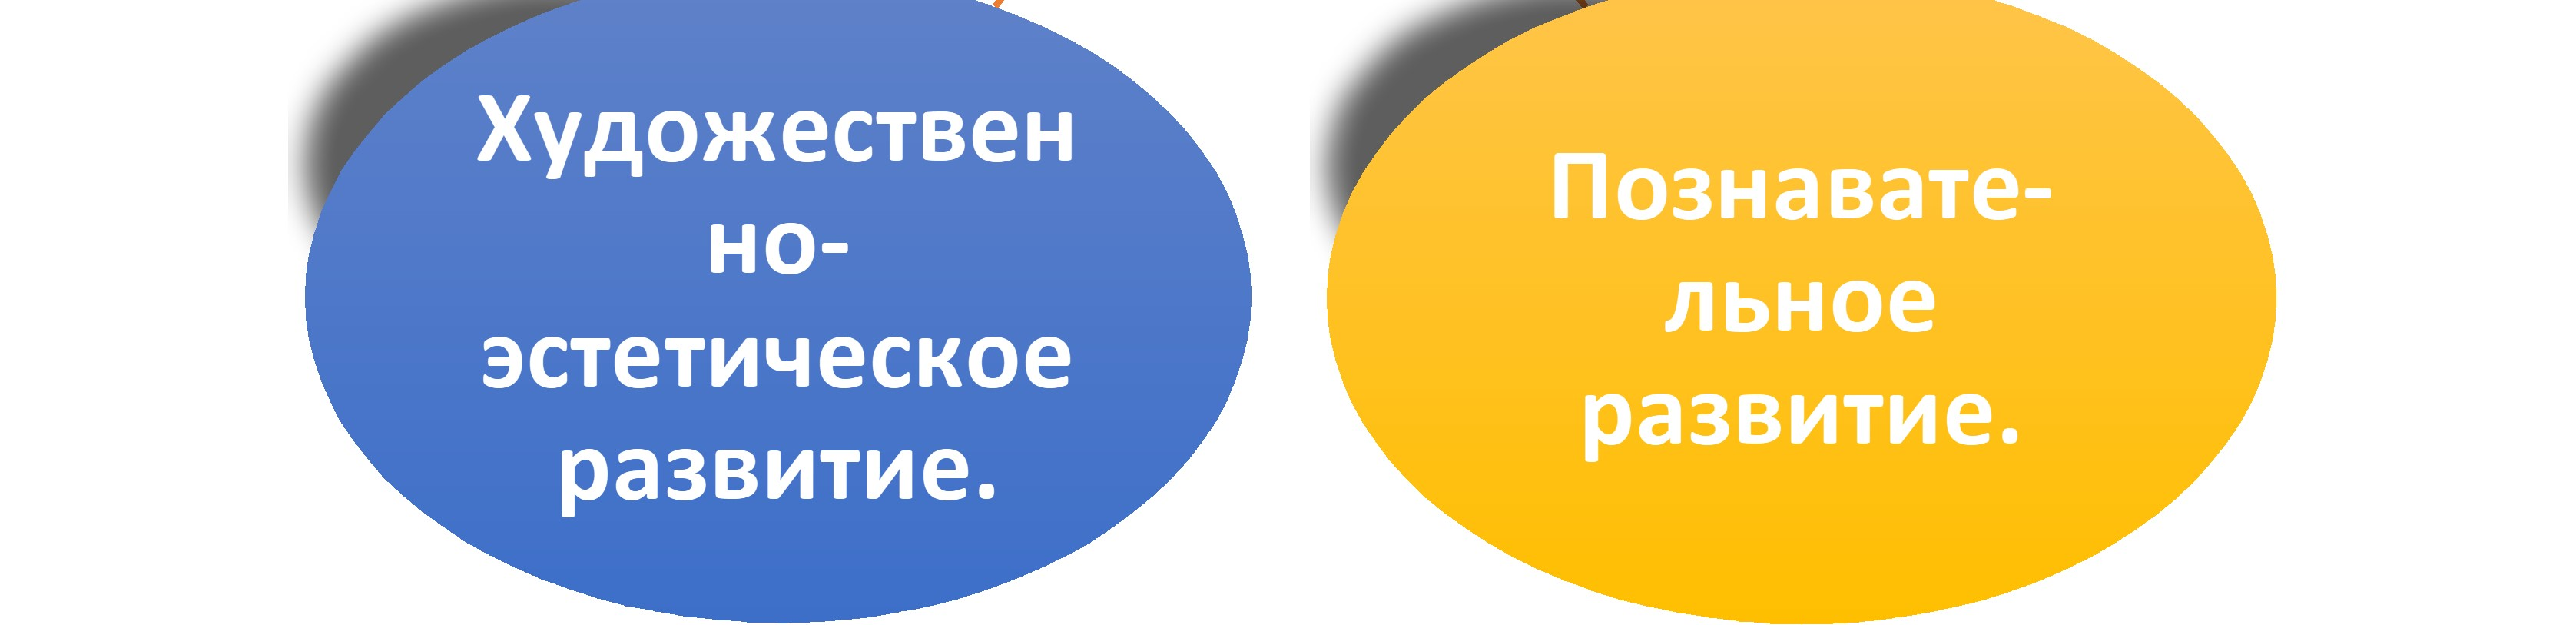 Художествен
но-
эстетическое
развитие.
Познавате-
льное
развитие.